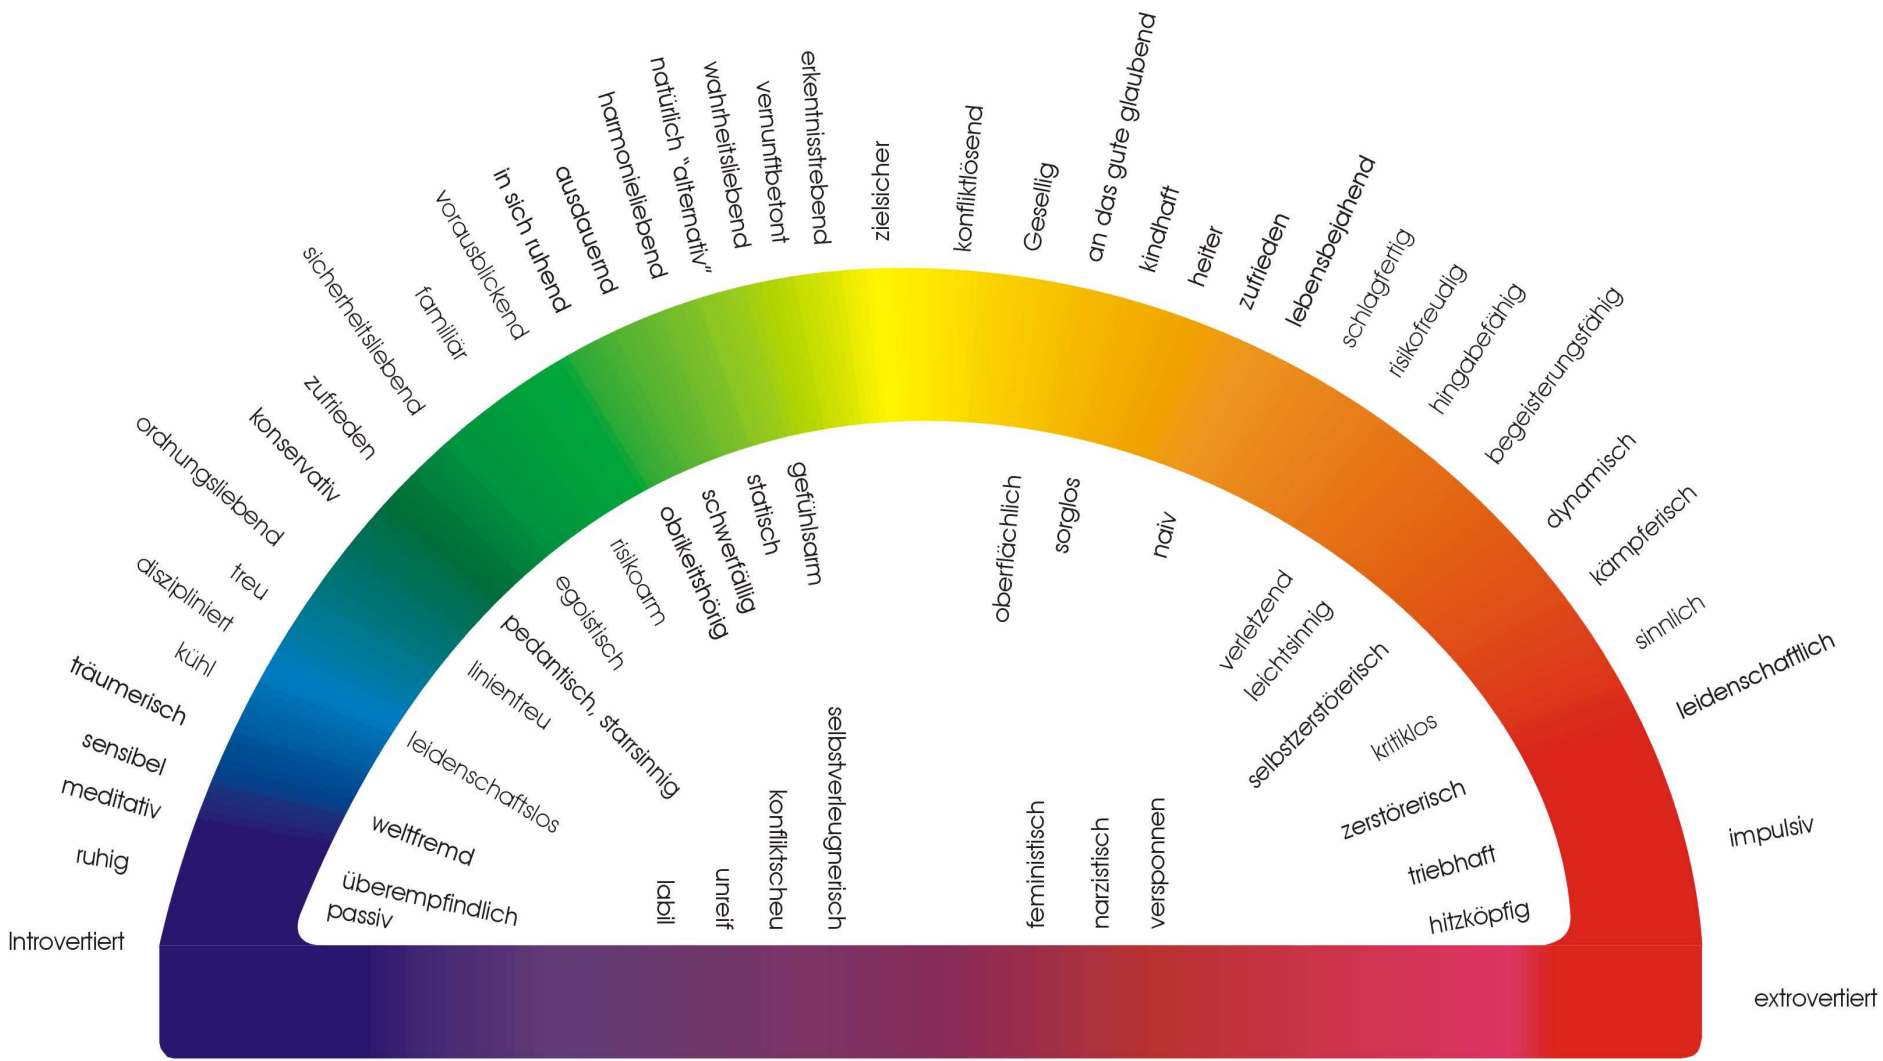 Introvertiert
ruhig
meditativ
sensibel
träumerisch
kühl
diszipliniert
treu
ordnungsliebend
konservativ
zufrieden
sicherheitsliebend
familiär
vorausblickend
in sich ruhend
ausdauernd
harmonieliebend
natürlich "alternativ"
wahrheitsliebend
vernunftbetont
erkentnisstrebend
zielsicher
konfliktlösend
Gesellig
an das gute glaubend
kindhaft
heiter
zufrieden
lebensbejahend
schlagfertig
risikofreudig
hingabefähig
begeisterungsfähig
dynamisch
kämpferisch
sinnlich
leidenschaftlich
impulsiv
extrovertiert
passiv
überempfindlich
weltfremd
leidenschaftslos
linientreu
pedantisch, starrsinnig
egoistisch
risikoarm
obrikeitshörig
schwerfällig
statisch
gefühlsarm
oberflächlich
sorglos
naiv
verletzend
leichtsinnig
selbstzerstörerisch
kritiklos
zerstörerisch
triebhaft
hitzköpfig
labil
unreif
konfliktscheu
selbstverleugnerisch
feministisch
narzistisch
versponnen